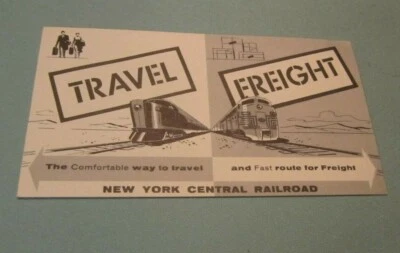 TRAVEL
FREIGHT
The Comfortable way to travel
and Fast route for Freight
NEW YORK CENTRAL RAILROAD